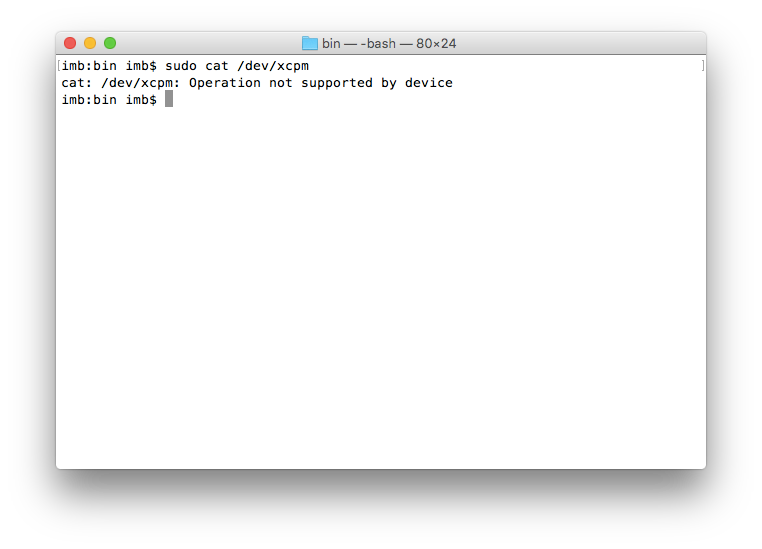 bin — -bash — 80×24
[imb:bin imb$ sudo cat /dev/xcpm ]
cat: /dev/xcpm: Operation not supported by device
imb:bin imb$